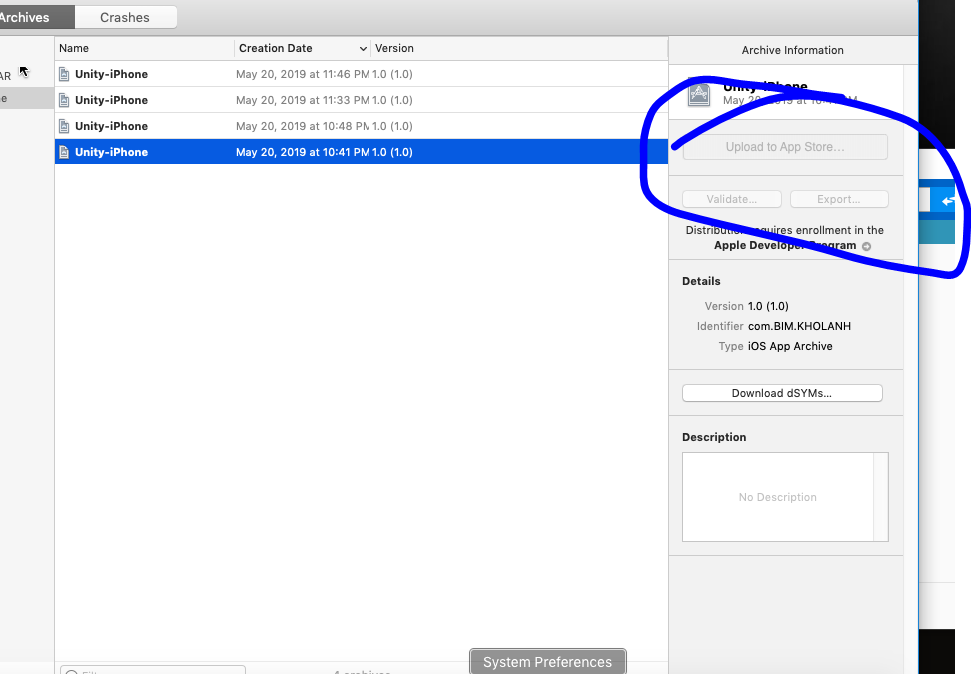 Archives
Crashes
Name Creation Date Version
AR
e
Unity-iPhone May 20, 2019 at 11:46 PM 1.0 (1.0)
Unity-iPhone May 20, 2019 at 11:33 PM 1.0 (1.0)
Unity-iPhone May 20, 2019 at 10:48 PM 1.0 (1.0)
Unity-iPhone May 20, 2019 at 10:41 PM 1.0 (1.0)
Archive Information
Unity-iPhone
May 20, 2019 at 10:41 PM
Upload to App Store...
Validate... Export...
Distribution requires enrollment in the
Apple Developer Program
Details
Version 1.0 (1.0)
Identifier com.BIM.KHOLANH
Type iOS App Archive
Download dSYMs...
Description
No Description
Filter
4 archives
System Preferences